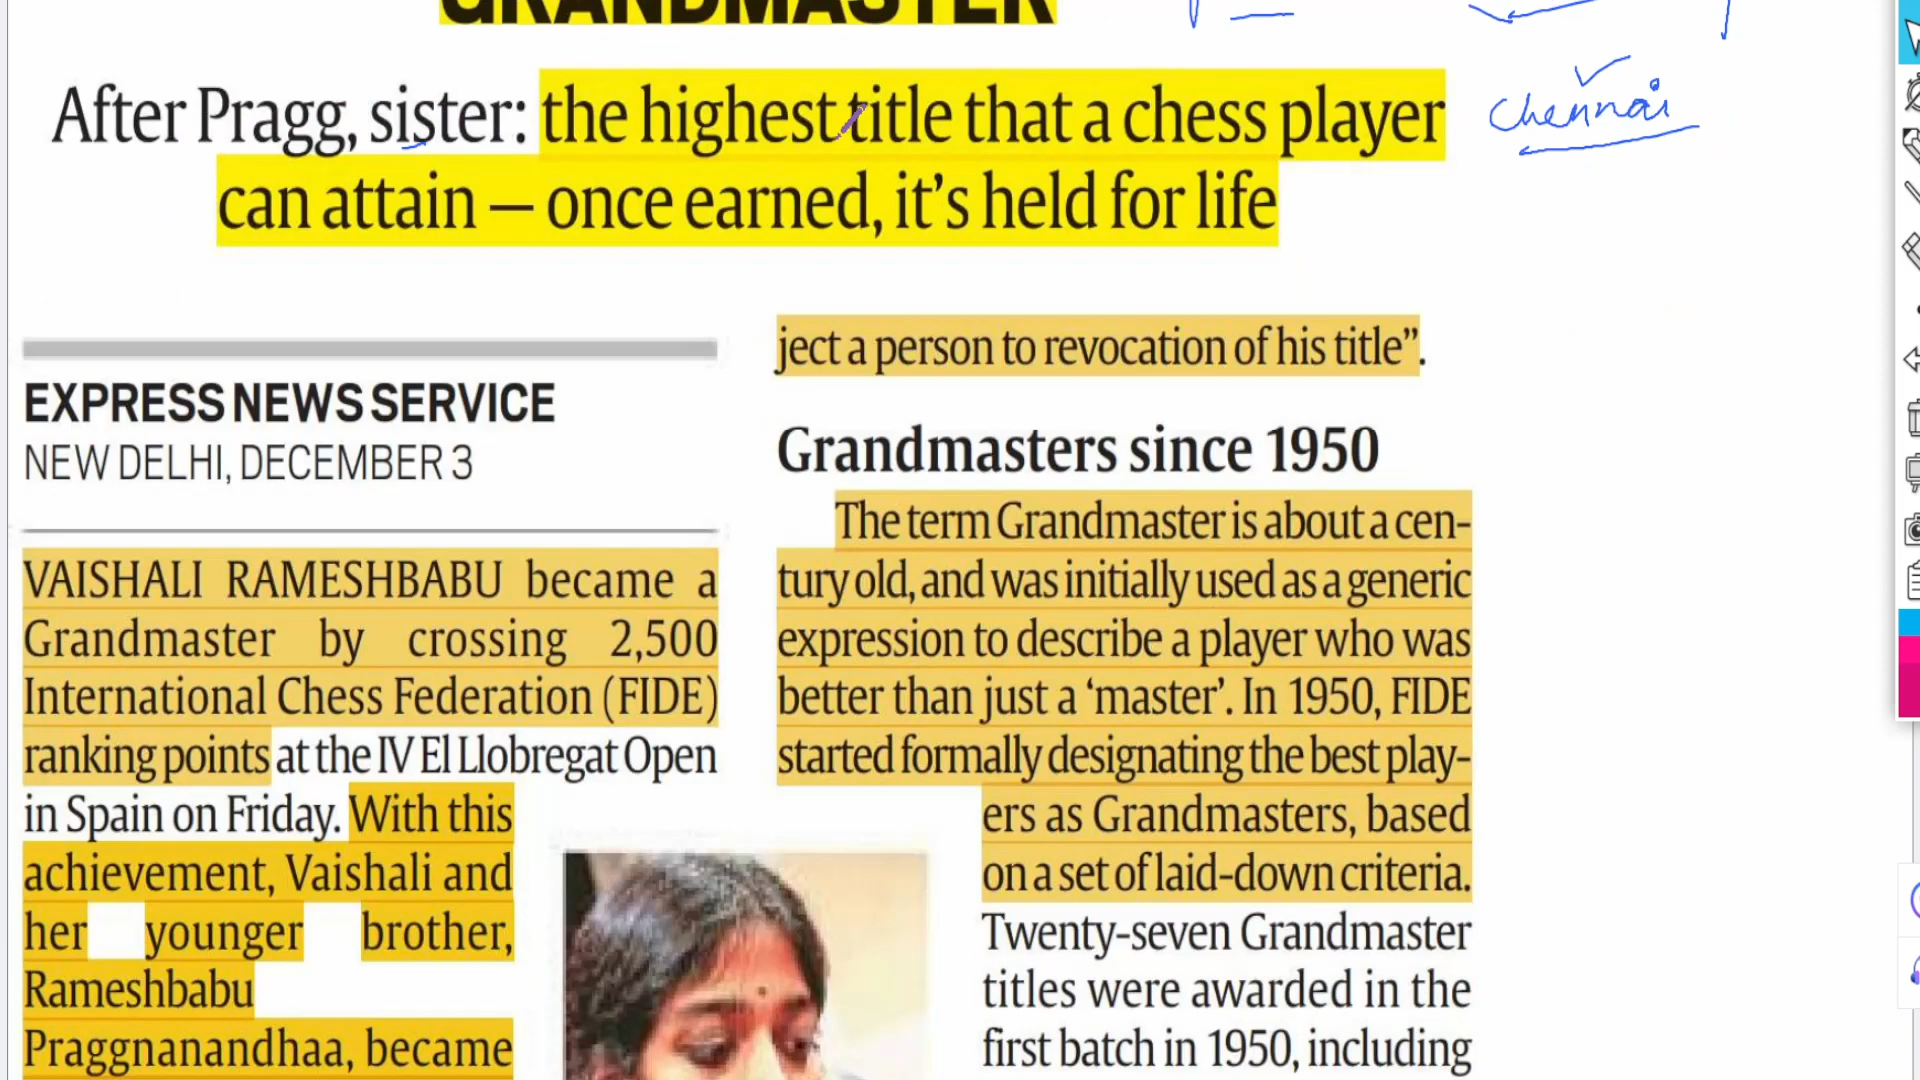 GRANDMASTER
After Pragg, sister: the highest title that a chess player
can attain — once earned, it's held for life
chennai
EXPRESS NEWS SERVICE
NEW DELHI, DECEMBER 3
VAISHALI RAMESHBABU became a
Grandmaster by crossing 2,500
International Chess Federation (FIDE)
ranking points at the IV El Llobregat Open
in Spain on Friday. With this
achievement, Vaishali and
her younger brother,
Rameshbabu
Praggnanandhaa, became
ject a person to revocation of his title”.
Grandmasters since 1950
The term Grandmaster is about a cen-
tury old, and was initially used as a generic
expression to describe a player who was
better than just a ‘master’. In 1950, FIDE
started formally designating the best play-
ers as Grandmasters, based
on a set of laid-down criteria.
Twenty-seven Grandmaster
titles were awarded in the
first batch in 1950, including